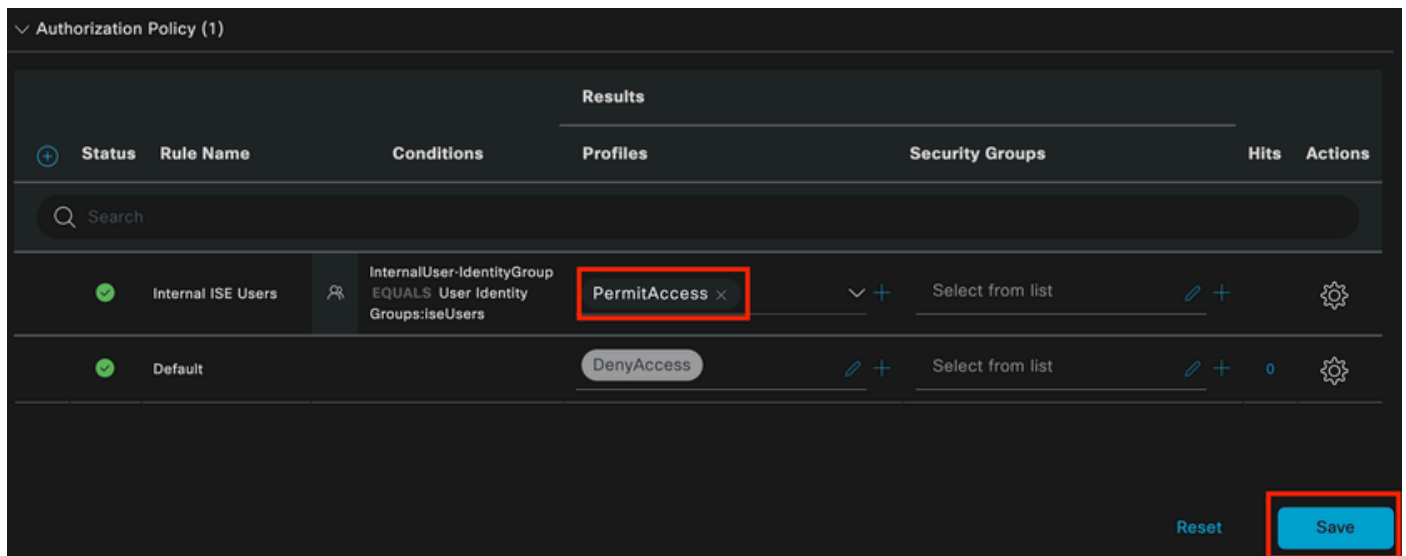 Authorization Policy (1)
Results
Status Rule Name Conditions Profiles Security Groups Hits Actions
Search
Internal ISE Users
InternalUser·IdentityGroup
EQUALS User Identity
Groups:iseUsers
PermitAccess ×
Select from list
Default
DenyAccess
Select from list
0
Reset
Save